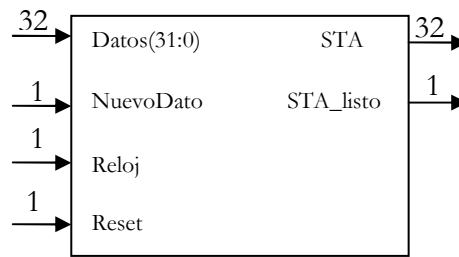 32 Datos(31:0) STA 32
1 NuevoDato STA_listo 1
1 Reloj
1 Reset